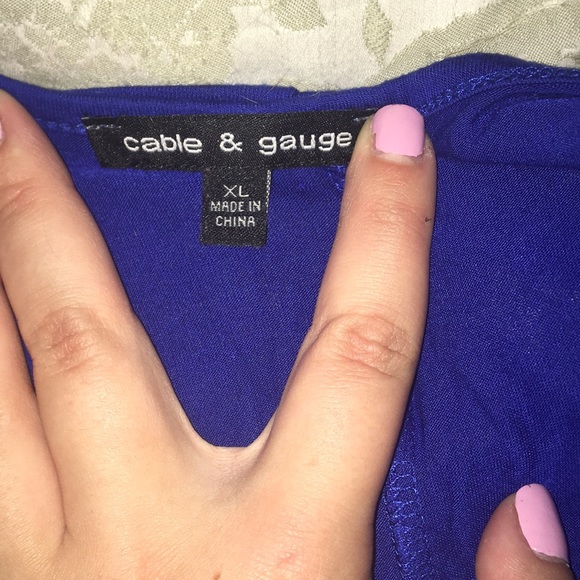 cable & gauge
XL
MADE IN
CHINA